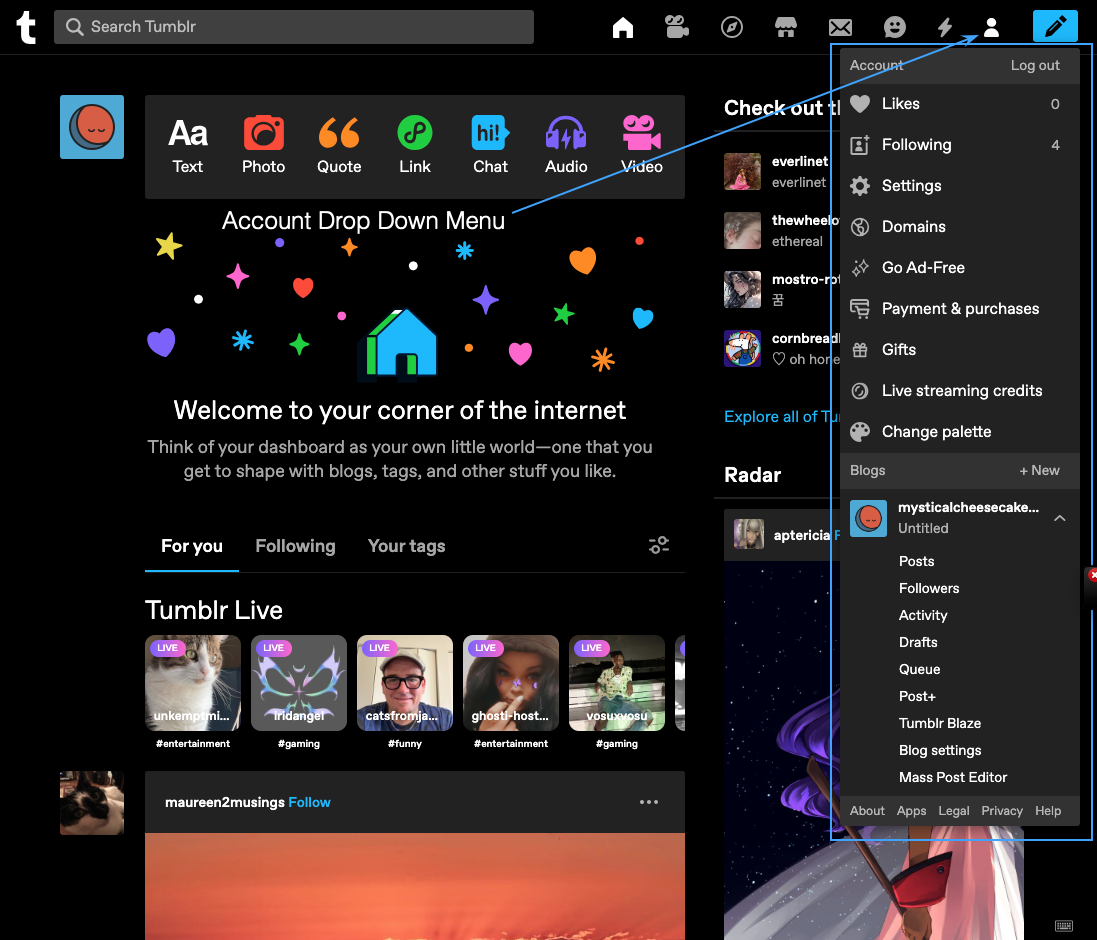 t
Search Tumblr
Account
Log out
Likes 0
Following 4
Settings
Domains
Go Ad-Free
Payment & purchases
Gifts
Live streaming credits
Change palette
Blogs
+ New
mysticalcheesecake...
Untitled
Posts
Followers
Activity
Drafts
Queue
Post+
Tumblr Blaze
Blog settings
Mass Post Editor
About Apps Legal Privacy Help
Aa
hi!
Text Photo Quote Link Chat Audio Video
Account Drop Down Menu
Welcome to your corner of the internet
Think of your dashboard as your own little world—one that you
get to shape with blogs, tags, and other stuff you like.
For you Following Your tags
Tumblr Live
LIVE LIVE LIVE LIVE LIVE
unkemptmi... iridangel catsfromja... ghosti-host... vosuxvosu
#entertainment #gaming #funny #entertainment #gaming
maureen2musings Follow
Check out th
everlinet
everlinet
thewheelo
ethereal
mostro-rot
꿈
cornbreadl
♡ oh hone
Explore all of Tu
Radar
aptericia F